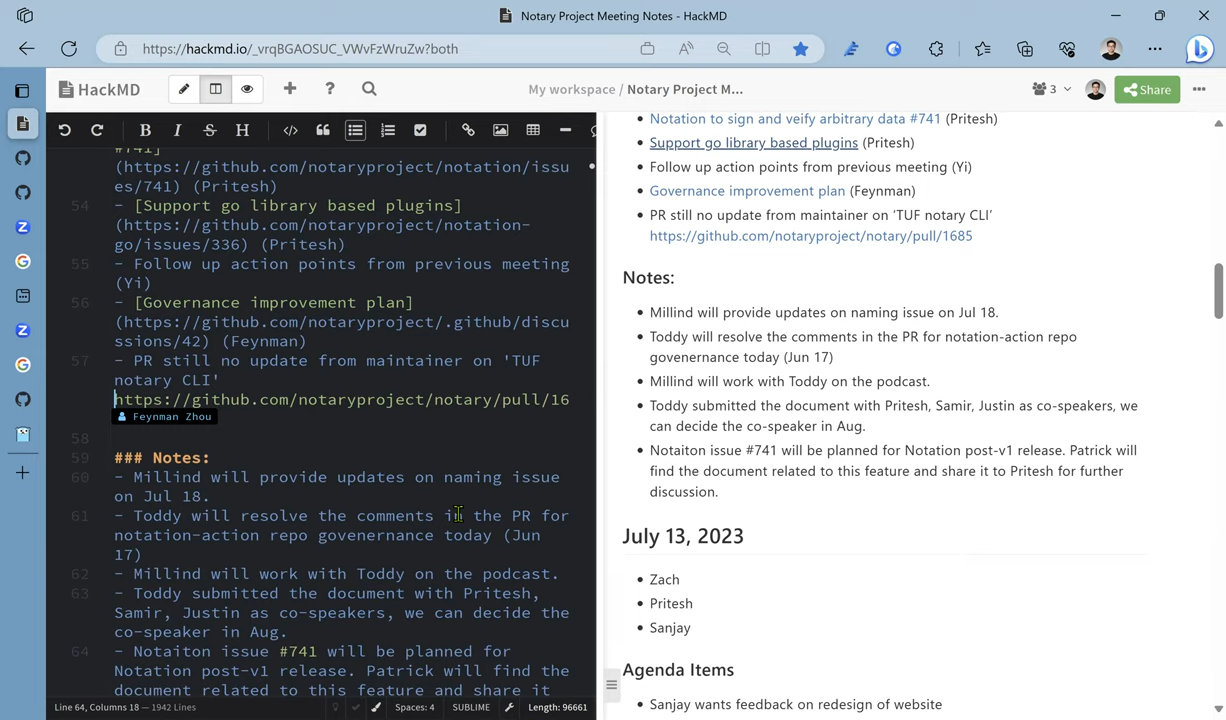 Notary Project Meeting Notes - HackMD
https://hackmd.io/_vrqBGAOSUC_VWvFzWruZw?both
HackMD
My workspace / Notary Project M...
3
Share
#741]
(https://github.com/notaryproject/notation/issu
es/741) (Pritesh)
54 - [Support go library based plugins]
(https://github.com/notaryproject/notation-
go/issues/336) (Pritesh)
55 - Follow up action points from previous meeting
(Yi)
56 - [Governance improvement plan]
(https://github.com/notaryproject/.github/discu
ssions/42) (Feynman)
57 - PR still no update from maintainer on 'TUF
notary CLI'
https://github.com/notaryproject/notary/pull/16
Feynman Zhou
58
59 ### Notes:
60 - Millind will provide updates on naming issue
on Jul 18.
61 - Toddy will resolve the comments in the PR for
notation-action repo govenernance today (Jun
17)
62 - Millind will work with Toddy on the podcast.
63 - Toddy submitted the document with Pritesh,
Samir, Justin as co-speakers, we can decide the
co-speaker in Aug.
64 - Notaiton issue #741 will be planned for
Notation post-v1 release. Patrick will find the
document related to this feature and share it
Line 64, Columns 18 — 1942 Lines
Spaces: 4
SUBLIME
Length: 96661
• Notation to sign and veify arbitrary data #741 (Pritesh)
• Support go library based plugins (Pritesh)
• Follow up action points from previous meeting (Yi)
• Governance improvement plan (Feynman)
• PR still no update from maintainer on ‘TUF notary CLI’
https://github.com/notaryproject/notary/pull/1685
Notes:
• Millind will provide updates on naming issue on Jul 18.
• Toddy will resolve the comments in the PR for notation-action repo
govenernance today (Jun 17)
• Millind will work with Toddy on the podcast.
• Toddy submitted the document with Pritesh, Samir, Justin as co-speakers, we
can decide the co-speaker in Aug.
• Notaiton issue #741 will be planned for Notation post-v1 release. Patrick will
find the document related to this feature and share it to Pritesh for further
discussion.
July 13, 2023
• Zach
• Pritesh
• Sanjay
Agenda Items
• Sanjay wants feedback on redesign of website